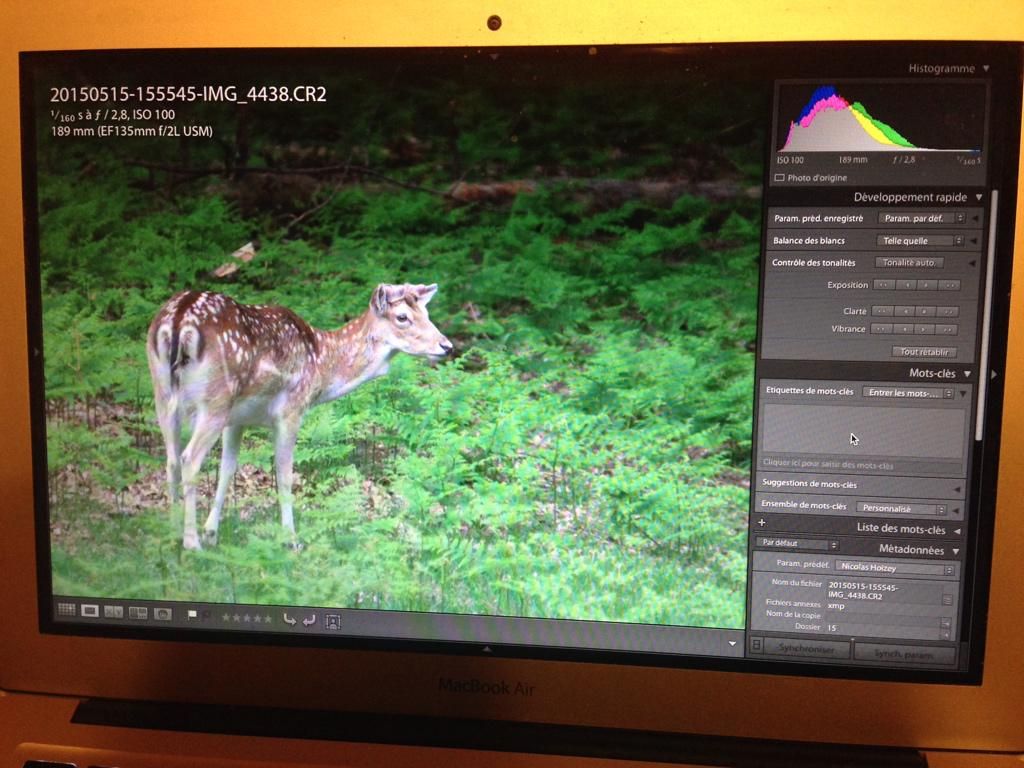 20150515-155545-IMG_4438.CR2
1/160 s à ƒ / 2,8, ISO 100
189 mm (EF135mm f/2L USM)
Histogramme
ISO 100 189 mm ƒ / 2,8 1/160 s
Photo d'origine
Développement rapide
Param. préd. enregistré Param. par déf.
Balance des blancs Telle quelle
Contrôle des tonalités Tonalité auto.
Exposition
Clarté
Vibrance
Tout rétablir
Mots-clés
Etiquettes de mots-clés Entrer les mots-...
Cliquer ici pour saisir des mots-clés
Suggestions de mots-clés
Ensemble de mots-clés Personnalisé
+ Liste des mots-clés
Par défaut Métadonnées
Param. prédéf. Nicolas Hoizey
Nom du fichier 20150515-155545-
IMG_4438.CR2
Fichiers annexes xmp
Nom de la copie
Dossier 15
Synchroniser Synch. param.
MacBook Air